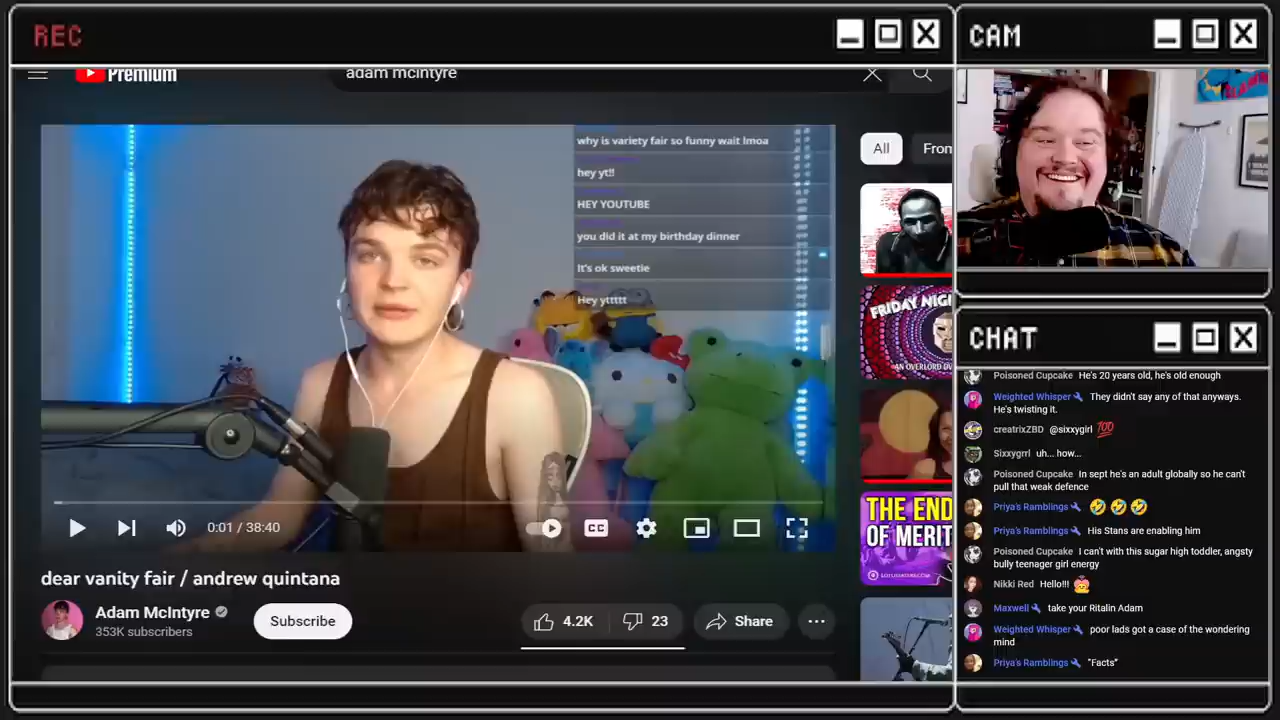 REC
CAM
Premium
adam mcintyre
why is variety fair so funny wait lmoa
hey yt!!
HEY YOUTUBE
you did it at my birthday dinner
It's ok sweetie
Hey ytttt
All
From
FRIDAY NIG
AN OVERLORD DV
THE END
OF MERIT
0:01 / 38:40
CC
dear vanity fair / andrew quintana
Adam McIntyre
353K subscribers
Subscribe
4.2K
23
Share
CHAT
Poisoned Cupcake He's 20 years old, he's old enough
Weighted Whisper They didn't say any of that anyways.
He's twisting it.
creatrixZBD @sixxygirl 💯
Sixxygrrl uh... how...
Poisoned Cupcake In sept he's an adult globally so he can't
pull that weak defence
Priya's Ramblings 🤣 🤣 🤣
Priya's Ramblings His Stans are enabling him
Poisoned Cupcake I can't with this sugar high toddler, angsty
bully teenager girl energy
Nikki Red Hello!!!
Maxwell take your Ritalin Adam
Weighted Whisper poor lads got a case of the wondering
mind
Priya's Ramblings "Facts"